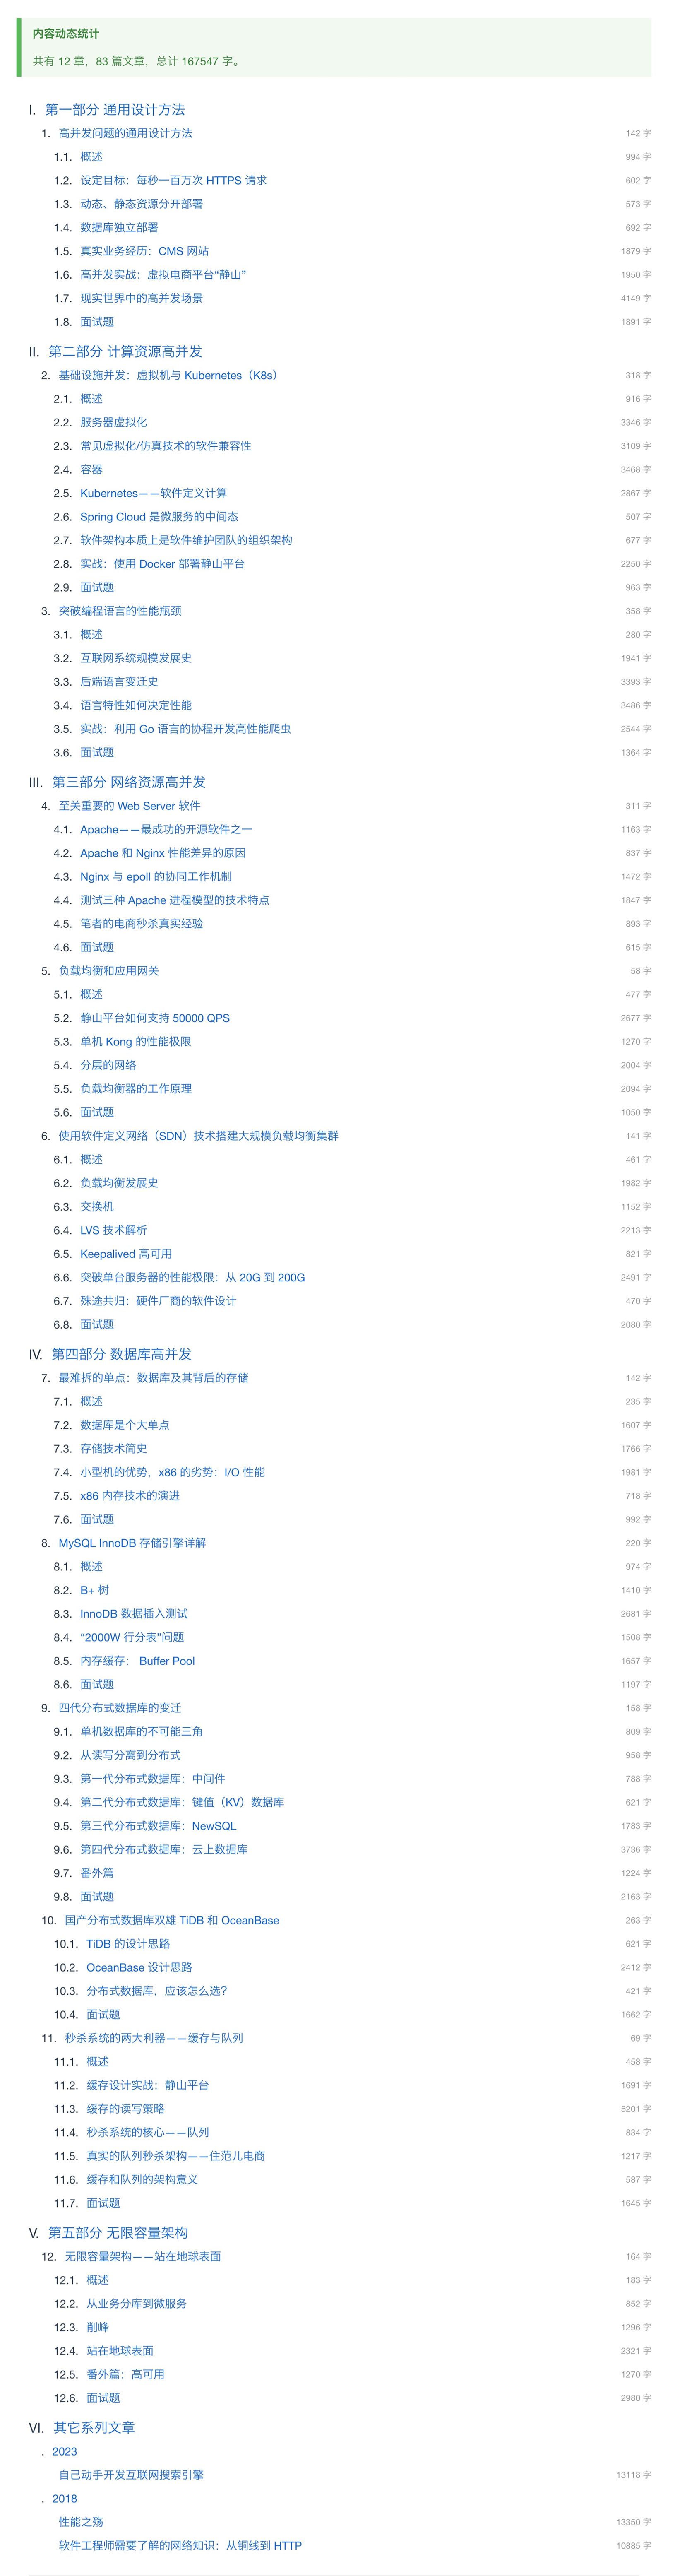 内容动态统计
共有 12 章，83 篇文章，总计 167547 字。
I. 第一部分 通用设计方法
1. 高并发问题的通用设计方法 142 字
1.1. 概述 994 字
1.2. 设定目标：每秒一百万次 HTTPS 请求 602 字
1.3. 动态、静态资源分开部署 573 字
1.4. 数据库独立部署 692 字
1.5. 真实业务经历：CMS 网站 1879 字
1.6. 高并发实战：虚拟电商平台“静山” 1950 字
1.7. 现实世界中的高并发场景 4149 字
1.8. 面试题 1891 字
II. 第二部分 计算资源高并发
2. 基础设施并发：虚拟机与 Kubernetes（K8s） 318 字
2.1. 概述 916 字
2.2. 服务器虚拟化 3346 字
2.3. 常见虚拟化/仿真技术的软件兼容性 3109 字
2.4. 容器 3468 字
2.5. Kubernetes——软件定义计算 2867 字
2.6. Spring Cloud 是微服务的中间态 507 字
2.7. 软件架构本质上是软件维护团队的组织架构 677 字
2.8. 实战：使用 Docker 部署静山平台 2250 字
2.9. 面试题 963 字
3. 突破编程语言的性能瓶颈 358 字
3.1. 概述 280 字
3.2. 互联网系统规模发展史 1941 字
3.3. 后端语言变迁史 3393 字
3.4. 语言特性如何决定性能 3486 字
3.5. 实战：利用 Go 语言的协程开发高性能爬虫 2544 字
3.6. 面试题 1364 字
III. 第三部分 网络资源高并发
4. 至关重要的 Web Server 软件 311 字
4.1. Apache——最成功的开源软件之一 1163 字
4.2. Apache 和 Nginx 性能差异的原因 837 字
4.3. Nginx 与 epoll 的协同工作机制 1472 字
4.4. 测试三种 Apache 进程模型的技术特点 1847 字
4.5. 笔者的电商秒杀真实经验 893 字
4.6. 面试题 615 字
5. 负载均衡和应用网关 58 字
5.1. 概述 477 字
5.2. 静山平台如何支持 50000 QPS 2677 字
5.3. 单机 Kong 的性能极限 1270 字
5.4. 分层的网络 2004 字
5.5. 负载均衡器的工作原理 2094 字
5.6. 面试题 1050 字
6. 使用软件定义网络（SDN）技术搭建大规模负载均衡集群 141 字
6.1. 概述 461 字
6.2. 负载均衡发展史 1982 字
6.3. 交换机 1152 字
6.4. LVS 技术解析 2213 字
6.5. Keepalived 高可用 821 字
6.6. 突破单台服务器的性能极限：从 20G 到 200G 2491 字
6.7. 殊途共归：硬件厂商的软件设计 470 字
6.8. 面试题 2080 字
IV. 第四部分 数据库高并发
7. 最难拆的单点：数据库及其背后的存储 142 字
7.1. 概述 235 字
7.2. 数据库是个大单点 1607 字
7.3. 存储技术简史 1766 字
7.4. 小型机的优势，x86 的劣势：I/O 性能 1981 字
7.5. x86 内存技术的演进 718 字
7.6. 面试题 992 字
8. MySQL InnoDB 存储引擎详解 220 字
8.1. 概述 974 字
8.2. B+ 树 1410 字
8.3. InnoDB 数据插入测试 2681 字
8.4. “2000W 行分表”问题 1508 字
8.5. 内存缓存： Buffer Pool 1657 字
8.6. 面试题 1197 字
9. 四代分布式数据库的变迁 158 字
9.1. 单机数据库的不可能三角 809 字
9.2. 从读写分离到分布式 958 字
9.3. 第一代分布式数据库：中间件 788 字
9.4. 第二代分布式数据库：键值（KV）数据库 621 字
9.5. 第三代分布式数据库：NewSQL 1783 字
9.6. 第四代分布式数据库：云上数据库 3736 字
9.7. 番外篇 1224 字
9.8. 面试题 2163 字
10. 国产分布式数据库双雄 TiDB 和 OceanBase 263 字
10.1. TiDB 的设计思路 621 字
10.2. OceanBase 设计思路 2412 字
10.3. 分布式数据库，应该怎么选？ 421 字
10.4. 面试题 1662 字
11. 秒杀系统的两大利器——缓存与队列 69 字
11.1. 概述 458 字
11.2. 缓存设计实战：静山平台 1691 字
11.3. 缓存的读写策略 5201 字
11.4. 秒杀系统的核心——队列 834 字
11.5. 真实的队列秒杀架构——住范儿电商 1217 字
11.6. 缓存和队列的架构意义 587 字
11.7. 面试题 1645 字
V. 第五部分 无限容量架构
12. 无限容量架构——站在地球表面 164 字
12.1. 概述 183 字
12.2. 从业务分库到微服务 852 字
12.3. 削峰 1296 字
12.4. 站在地球表面 2321 字
12.5. 番外篇：高可用 1270 字
12.6. 面试题 2980 字
VI. 其它系列文章
. 2023
自己动手开发互联网搜索引擎 13118 字
. 2018
性能之殇 13350 字
软件工程师需要了解的网络知识：从铜线到 HTTP 10885 字